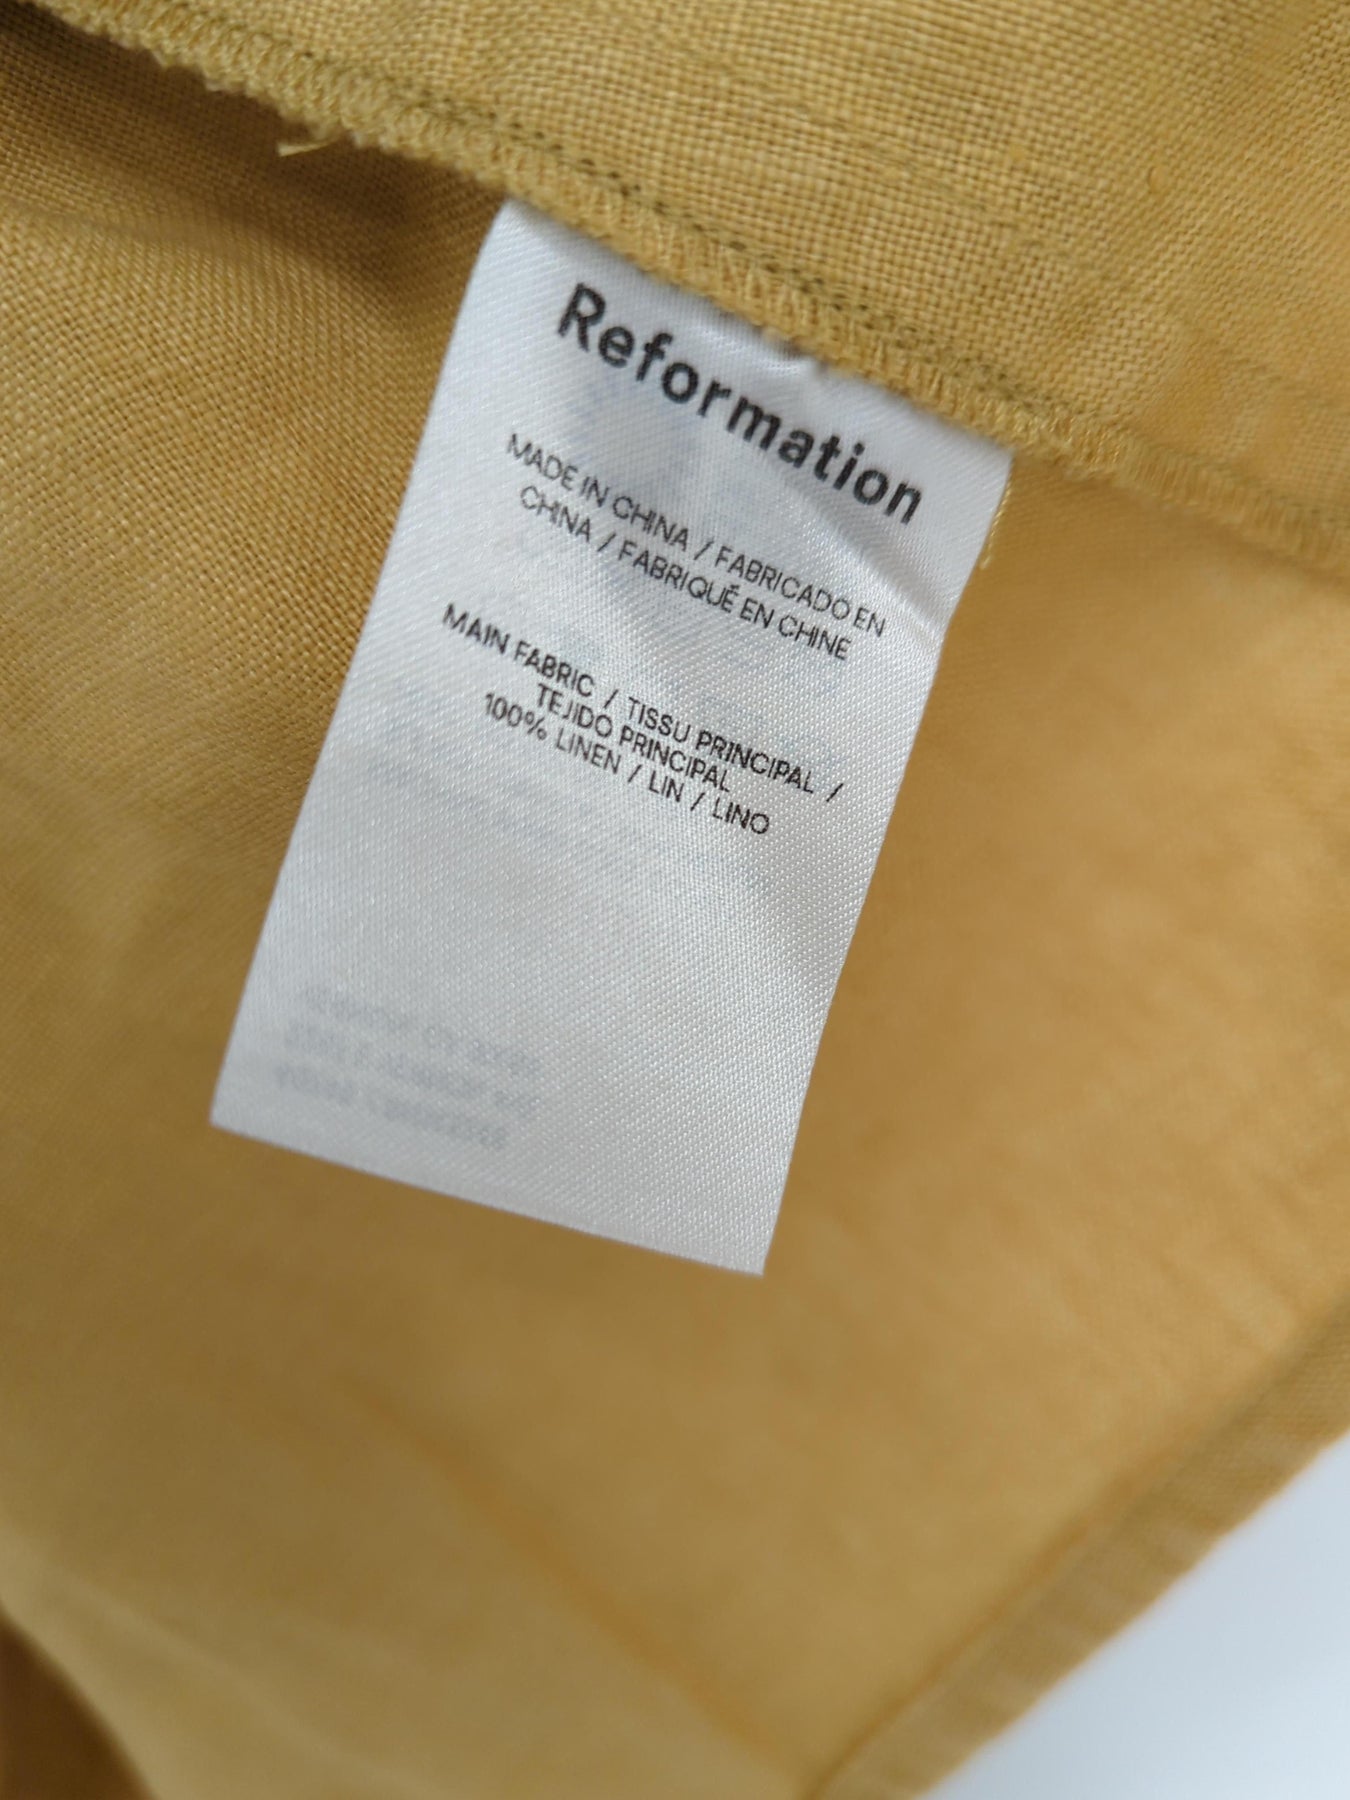 Reformation
MADE IN CHINA / FABRICADO EN
CHINA / FABRIQUÉ EN CHINE
MAIN FABRIC / TISSU PRINCIPAL /
TEJIDO PRINCIPAL
100% LINEN / LIN / LINO